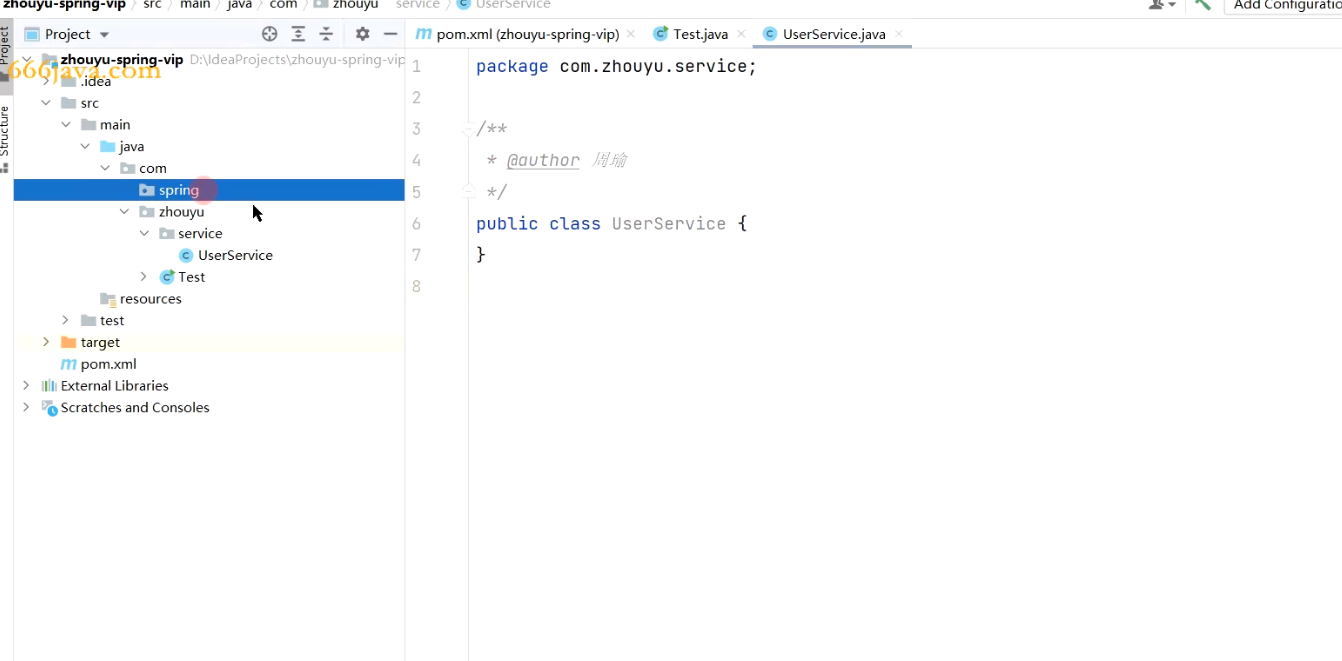 zhouyu-spring-vip src main java com zhouyu service UserService Add Configuratio
Project
Structure
Project
pom.xml (zhouyu-spring-vip) Test.java UserService.java
zhouyu-spring-vip D:\IdeaProjects\zhouyu-spring-vip
666java.com
.idea
src
main
java
com
spring
zhouyu
service
UserService
Test
resources
test
target
pom.xml
External Libraries
Scratches and Consoles
1 package com.zhouyu.service;
2
3 /**
4 * @author 周瑜
5 */
6 public class UserService {
7 }
8